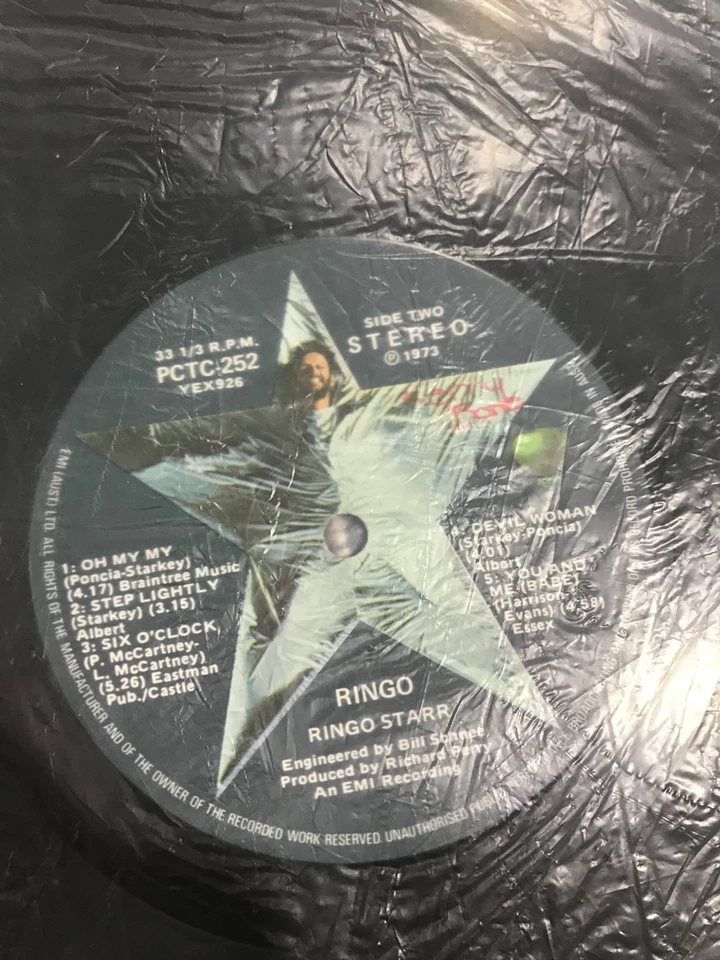 33 1/3 R.P.M.
PCTC·252
YEX926
SIDE TWO
STEREO
℗ 1973
1: OH MY MY
(Poncia-Starkey)
(4.17) Braintree Music
2: STEP LIGHTLY
(Starkey) (3.15)
Albert
3: SIX O'CLOCK
(P. McCartney-
L. McCartney)
(5.26) Eastman
Pub./Castle
4: DEVIL WOMAN
(Starkey-Poncia)
(4.01)
Albert
5: YOU AND
ME (BABE)
(Harrison-
Evans) (4.58)
Essex
RINGO
RINGO STARR
Engineered by Bill Schnee
Produced by Richard Perry
An EMI Recording
EMI (AUST.) LTD ALL RIGHTS OF THE MANUFACTURER AND OF THE OWNER OF THE RECORDED WORK RESERVED. UNAUTHORISED